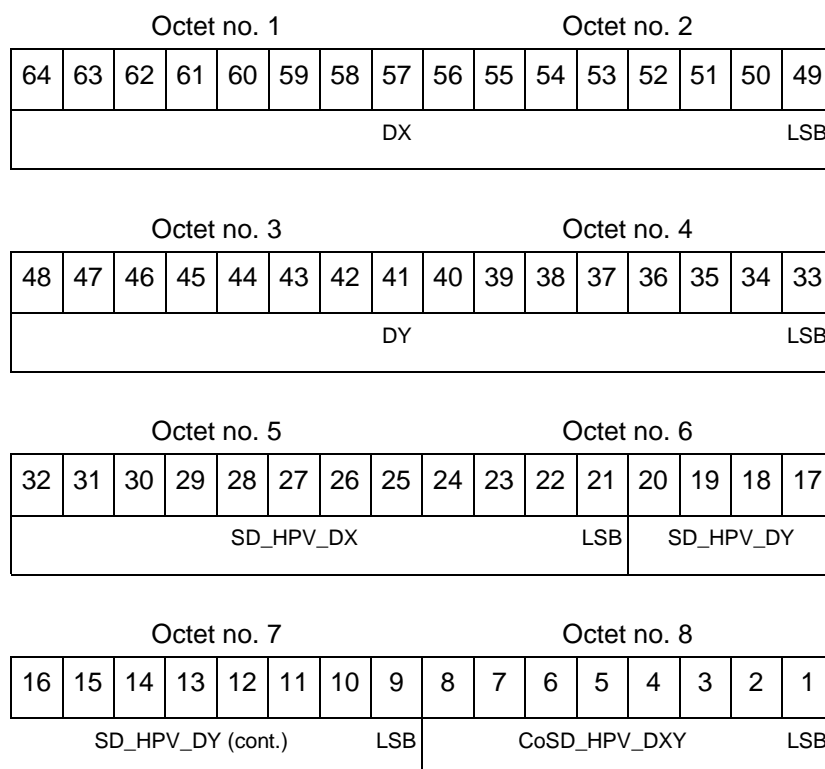 Octet no. 1 Octet no. 2
64 63 62 61 60 59 58 57 56 55 54 53 52 51 50 49
DX LSB
Octet no. 3 Octet no. 4
48 47 46 45 44 43 42 41 40 39 38 37 36 35 34 33
DY LSB
Octet no. 5 Octet no. 6
32 31 30 29 28 27 26 25 24 23 22 21 20 19 18 17
SD_HPV_DX LSB SD_HPV_DY
Octet no. 7 Octet no. 8
16 15 14 13 12 11 10 9 8 7 6 5 4 3 2 1
SD_HPV_DY (cont.) LSB CoSD_HPV_DXY LSB